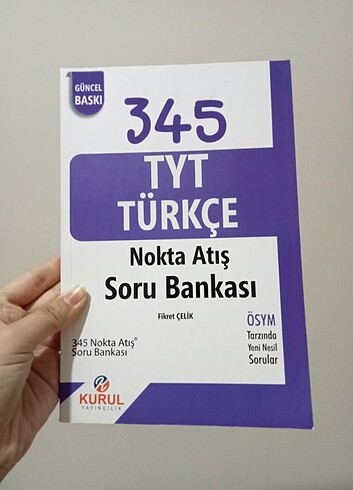 GÜNCEL
BASKI
345
TYT
TÜRKÇE
Nokta Atış
Soru Bankası
Fikret ÇELİK
ÖSYM
Tarzında
Yeni Nesil
Sorular
345 Nokta Atış®
Soru Bankası
KURUL
YAYINCILIK